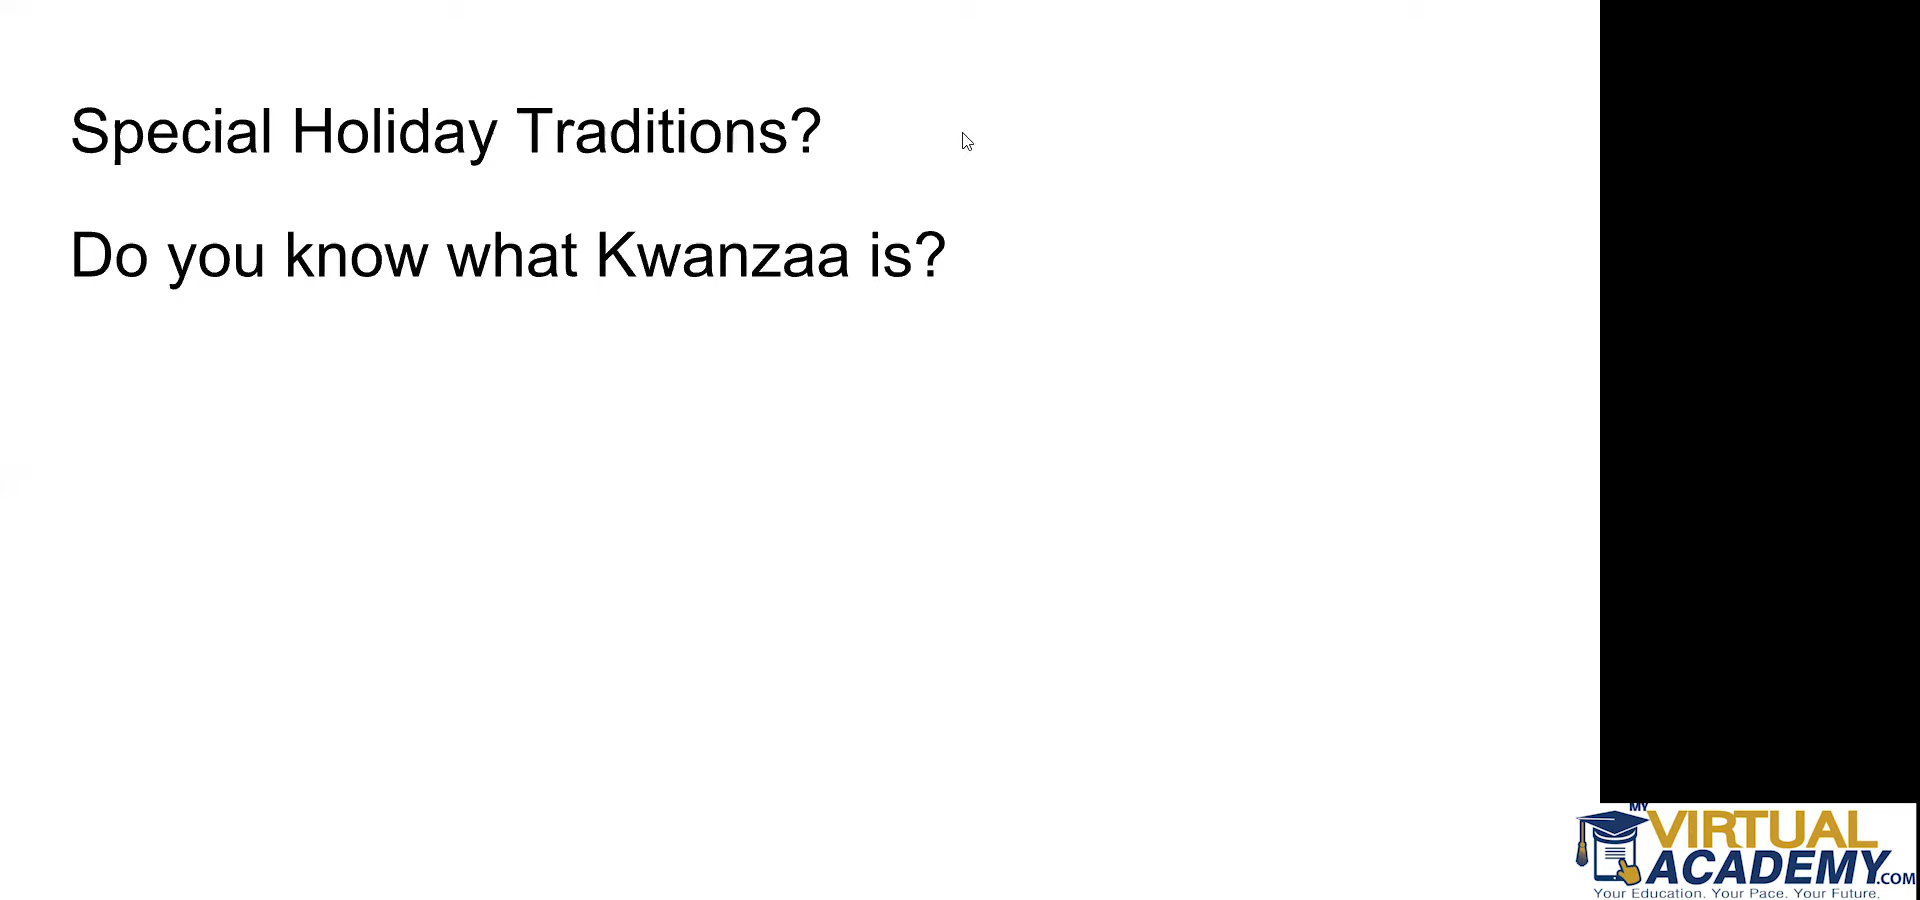 Special Holiday Traditions?
Do you know what Kwanzaa is?
MY
VIRTUAL
ACADEMY.COM
Your Education. Your Pace. Your Future.